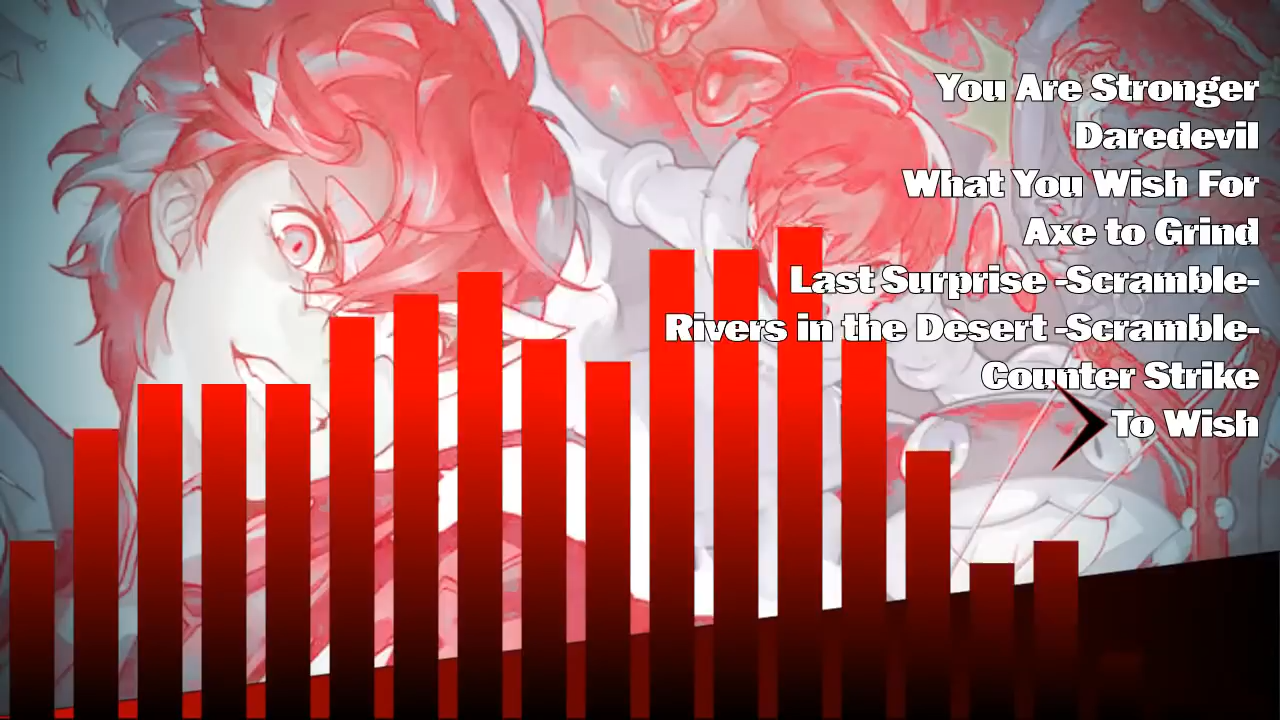 You Are Stronger
Daredevil
What You Wish For
Axe to Grind
Last Surprise -Scramble-
Rivers in the Desert -Scramble-
Counter Strike
To Wish